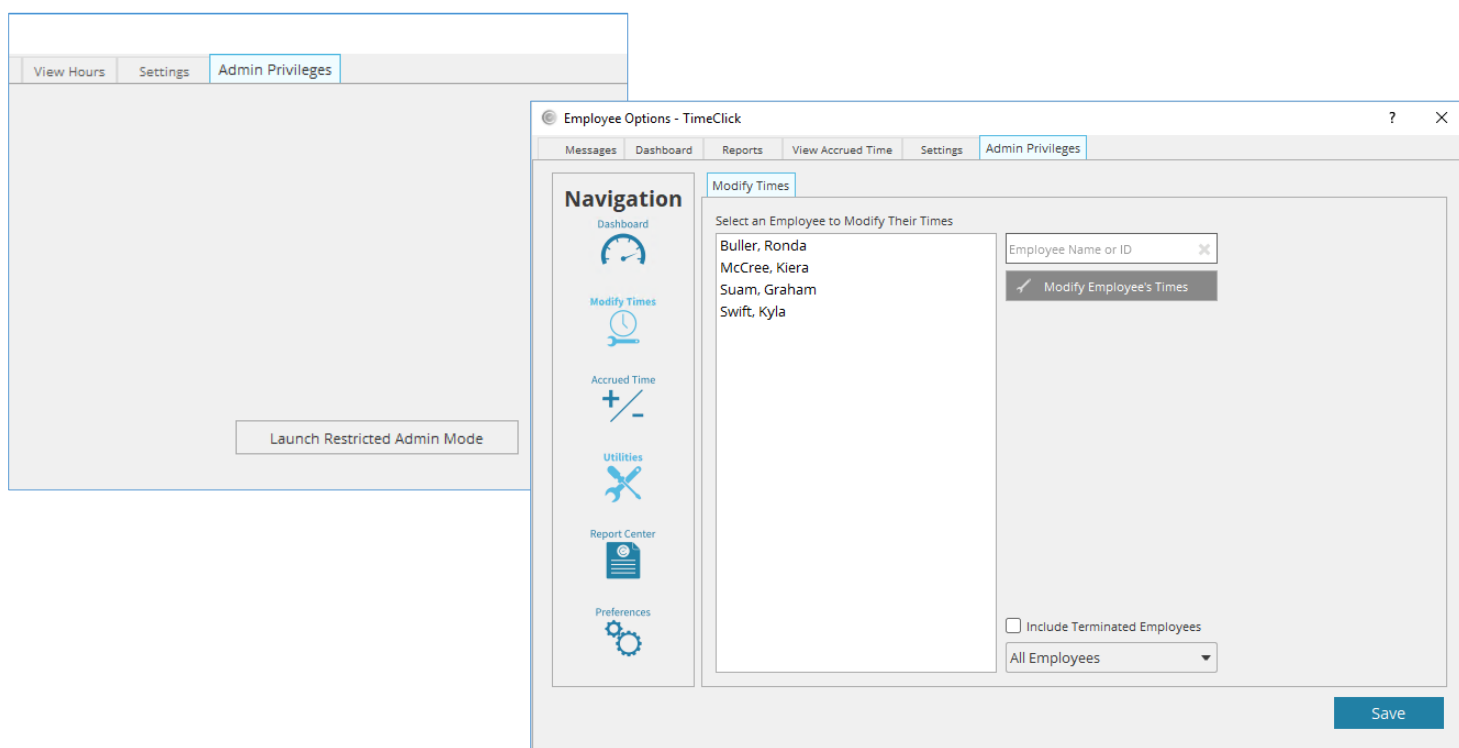 View Hours Settings Admin Privileges
Launch Restricted Admin Mode
Employee Options - TimeClick ?
Messages Dashboard Reports View Accrued Time Settings Admin Privileges
Navigation
Dashboard
Modify Times
Accrued Time
Utilities
Report Center
Preferences
Modify Times
Select an Employee to Modify Their Times
Buller, Ronda
McCree, Kiera
Suam, Graham
Swift, Kyla
Employee Name or ID
Modify Employee's Times
Include Terminated Employees
All Employees
Save